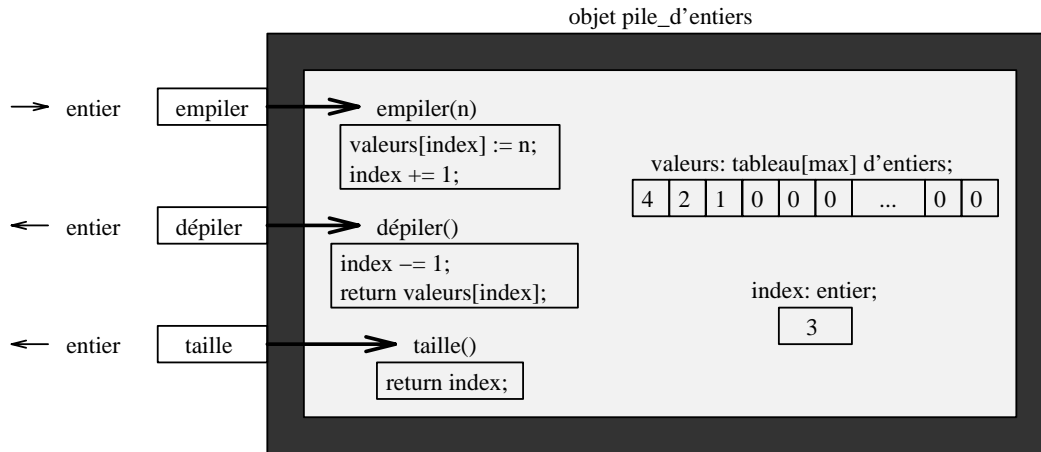 objet pile_d'entiers
entier empiler empiler(n)
valeurs[index] := n;
index += 1;
valeurs: tableau[max] d'entiers;
4 2 1 0 0 0 ... 0 0
entier dépiler dépiler()
index −= 1;
return valeurs[index];
index: entier;
3
entier taille taille()
return index;